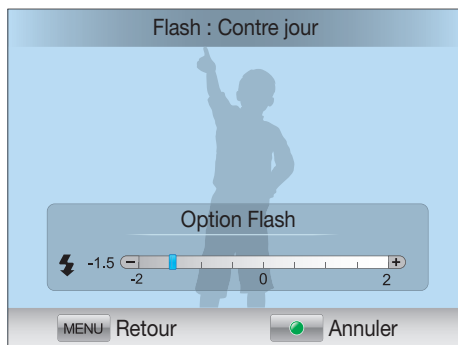 Flash : Contre jour
Option Flash
-1.5 − +
-2 0 2
MENU Retour Annuler